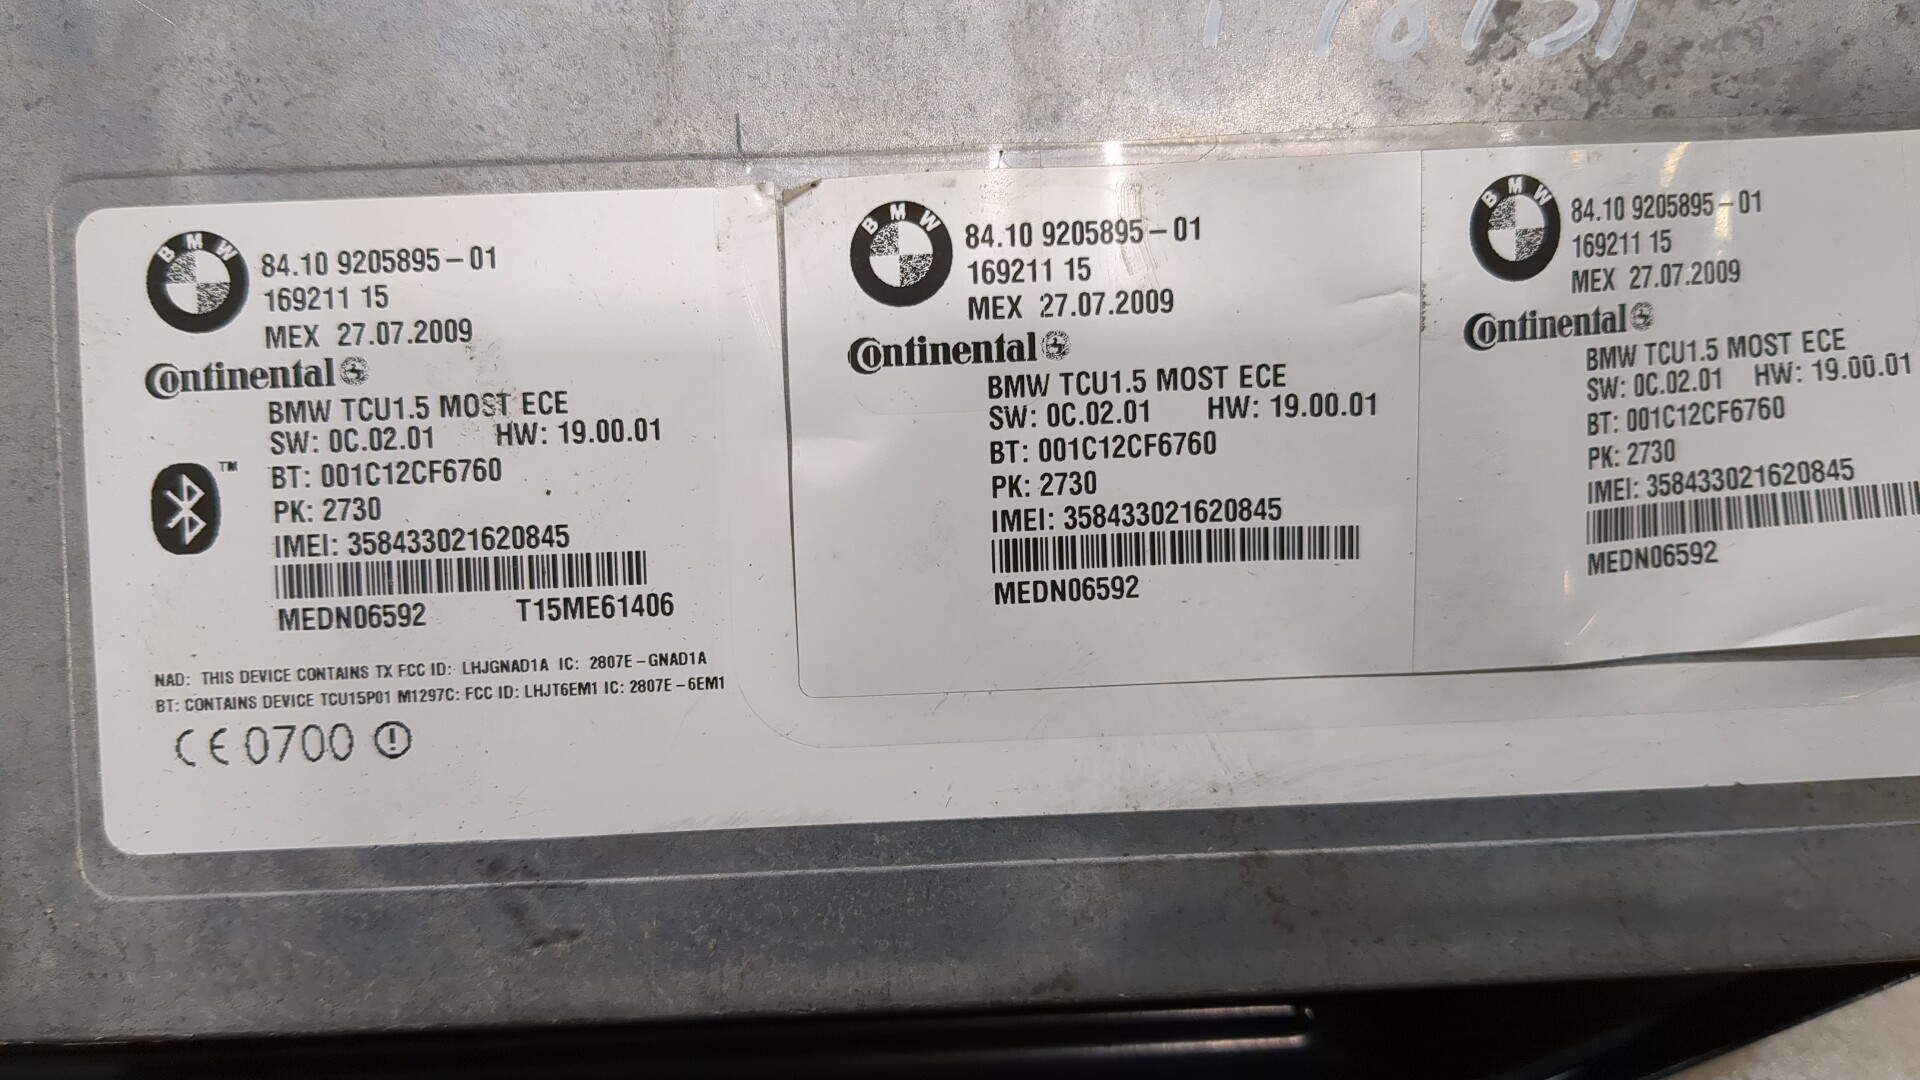 BMW
84.10 9205895-01
169211 15
MEX 27.07.2009
Continental
BMW TCU1.5 MOST ECE
SW: 0C.02.01 HW: 19.00.01
TM
BT: 001C12CF6760
PK: 2730
IMEI: 358433021620845
MEDN06592 T15ME61406
NAD: THIS DEVICE CONTAINS TX FCC ID: LHJGNAD1A IC: 2807E-GNAD1A
BT: CONTAINS DEVICE TCU15P01 M1297C: FCC ID: LHJT6EM1 IC: 2807E-6EM1
CE 0700
BMW
84.10 9205895-01
169211 15
MEX 27.07.2009
Continental
BMW TCU1.5 MOST ECE
SW: 0C.02.01 HW: 19.00.01
BT: 001C12CF6760
PK: 2730
IMEI: 358433021620845
MEDN06592
BMW
84.10 9205895-01
169211 15
MEX 27.07.2009
Continental
BMW TCU1.5 MOST ECE
SW: 0C.02.01 HW: 19.00.01
BT: 001C12CF6760
PK: 2730
IMEI: 358433021620845
MEDN06592